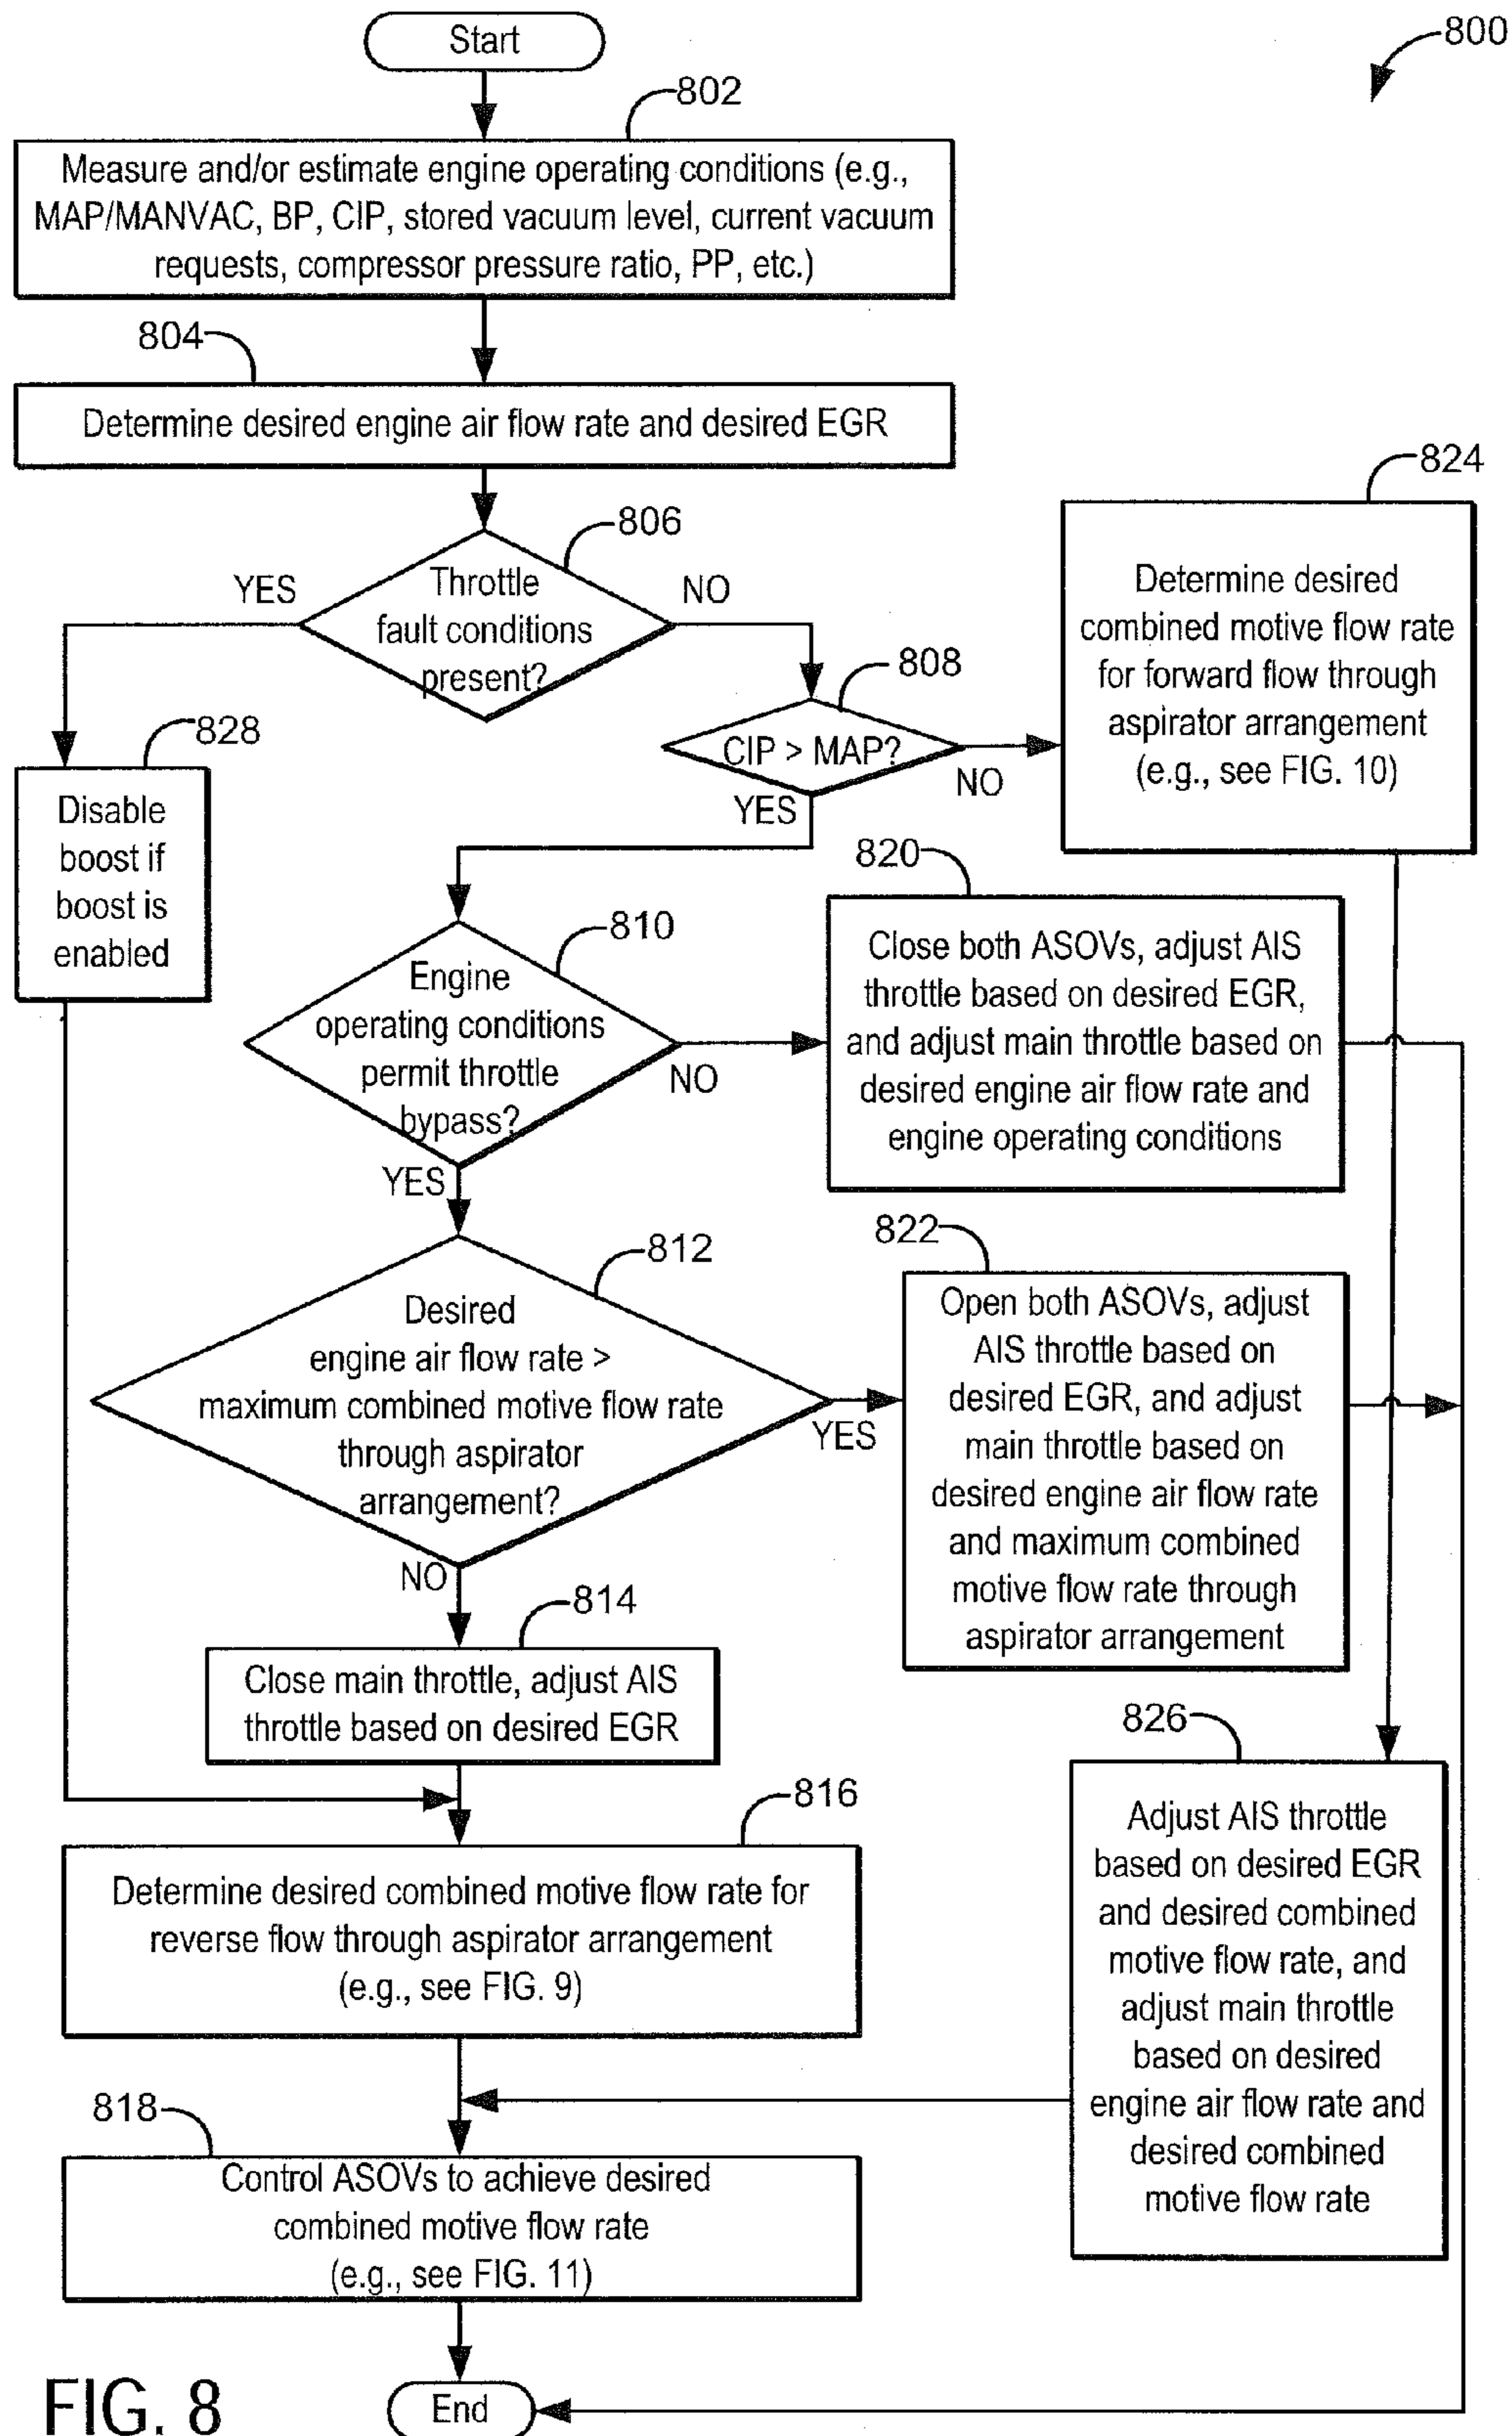 Start
800
802
Measure and/or estimate engine operating conditions (e.g.,
MAP/MANVAC, BP, CIP, stored vacuum level, current vacuum
requests, compressor pressure ratio, PP, etc.)
804
Determine desired engine air flow rate and desired EGR
806
Throttle
fault conditions
present?
YES
NO
808
CIP > MAP?
NO
YES
824
Determine desired
combined motive flow rate
for forward flow through
aspirator arrangement
(e.g., see FIG. 10)
828
Disable
boost if
boost is
enabled
810
Engine
operating conditions
permit throttle
bypass?
NO
YES
820
Close both ASOVs, adjust AIS
throttle based on desired EGR,
and adjust main throttle based on
desired engine air flow rate and
engine operating conditions
812
Desired
engine air flow rate >
maximum combined motive flow rate
through aspirator
arrangement?
YES
NO
822
Open both ASOVs, adjust
AIS throttle based on
desired EGR, and adjust
main throttle based on
desired engine air flow rate
and maximum combined
motive flow rate through
aspirator arrangement
814
Close main throttle, adjust AIS
throttle based on desired EGR
816
Determine desired combined motive flow rate for
reverse flow through aspirator arrangement
(e.g., see FIG. 9)
826
Adjust AIS throttle
based on desired EGR
and desired combined
motive flow rate, and
adjust main throttle
based on desired
engine air flow rate and
desired combined
motive flow rate
818
Control ASOVs to achieve desired
combined motive flow rate
(e.g., see FIG. 11)
End
FIG. 8